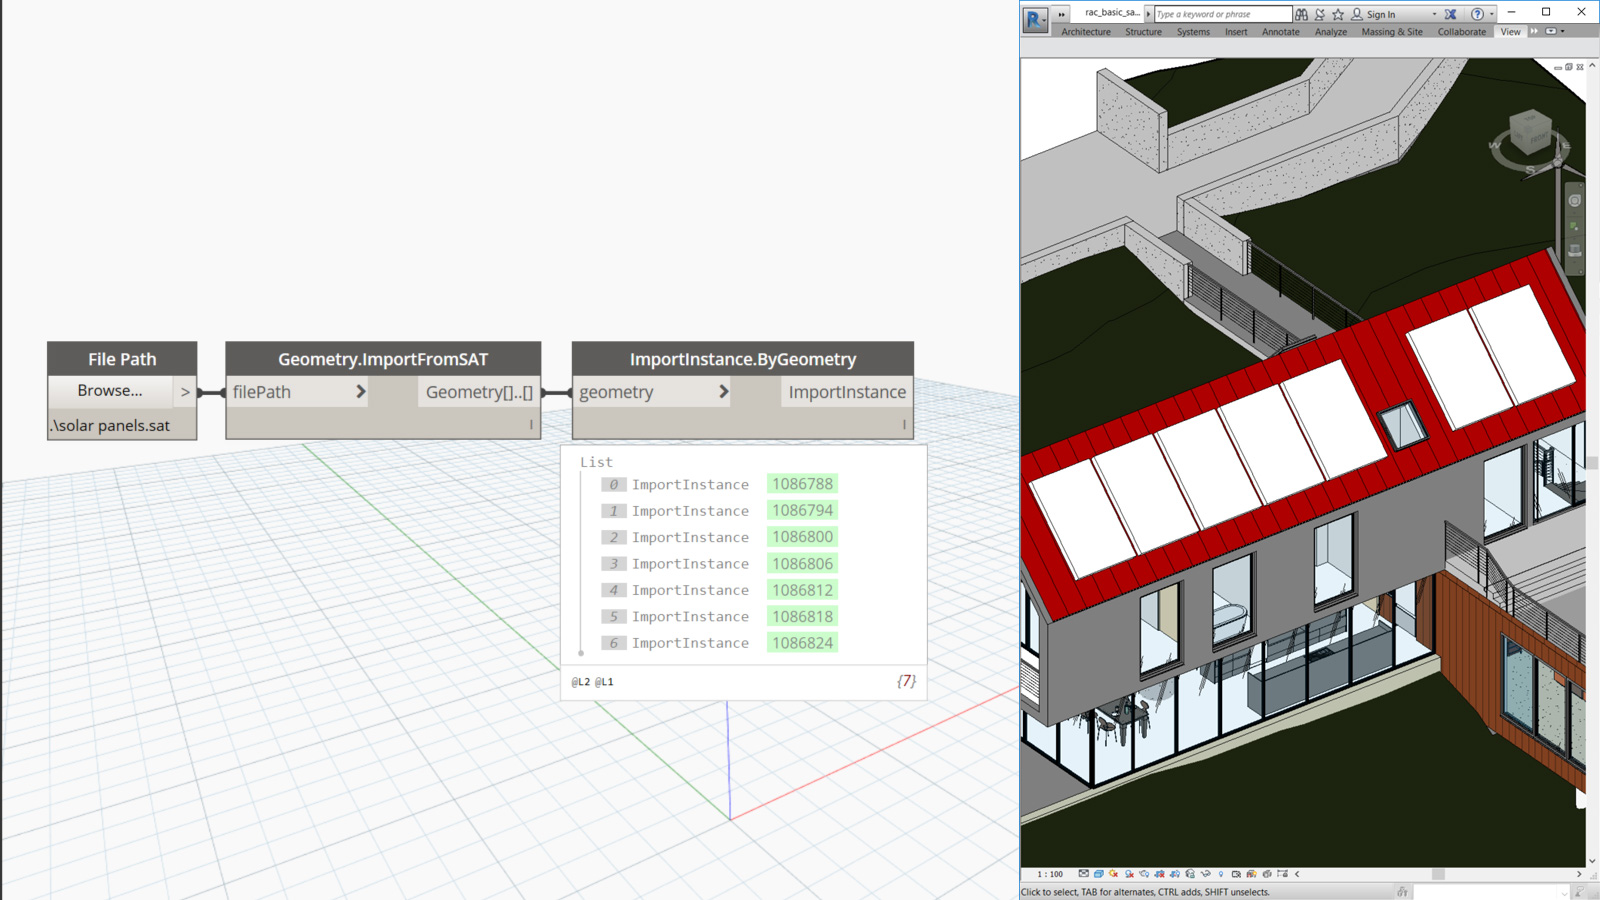 File Path
Browse...
>
.\solar panels.sat
Geometry.ImportFromSAT
filePath
Geometry[]..[]
ImportInstance.ByGeometry
geometry
ImportInstance
List
0 ImportInstance 1086788
1 ImportInstance 1086794
2 ImportInstance 1086800
3 ImportInstance 1086806
4 ImportInstance 1086812
5 ImportInstance 1086818
6 ImportInstance 1086824
@L2 @L1
{7}
rac_basic_sa...
Type a keyword or phrase
Sign In
Architecture Structure Systems Insert Annotate Analyze Massing & Site Collaborate View
W
S
1 : 100
Click to select, TAB for alternates, CTRL adds, SHIFT unselects.